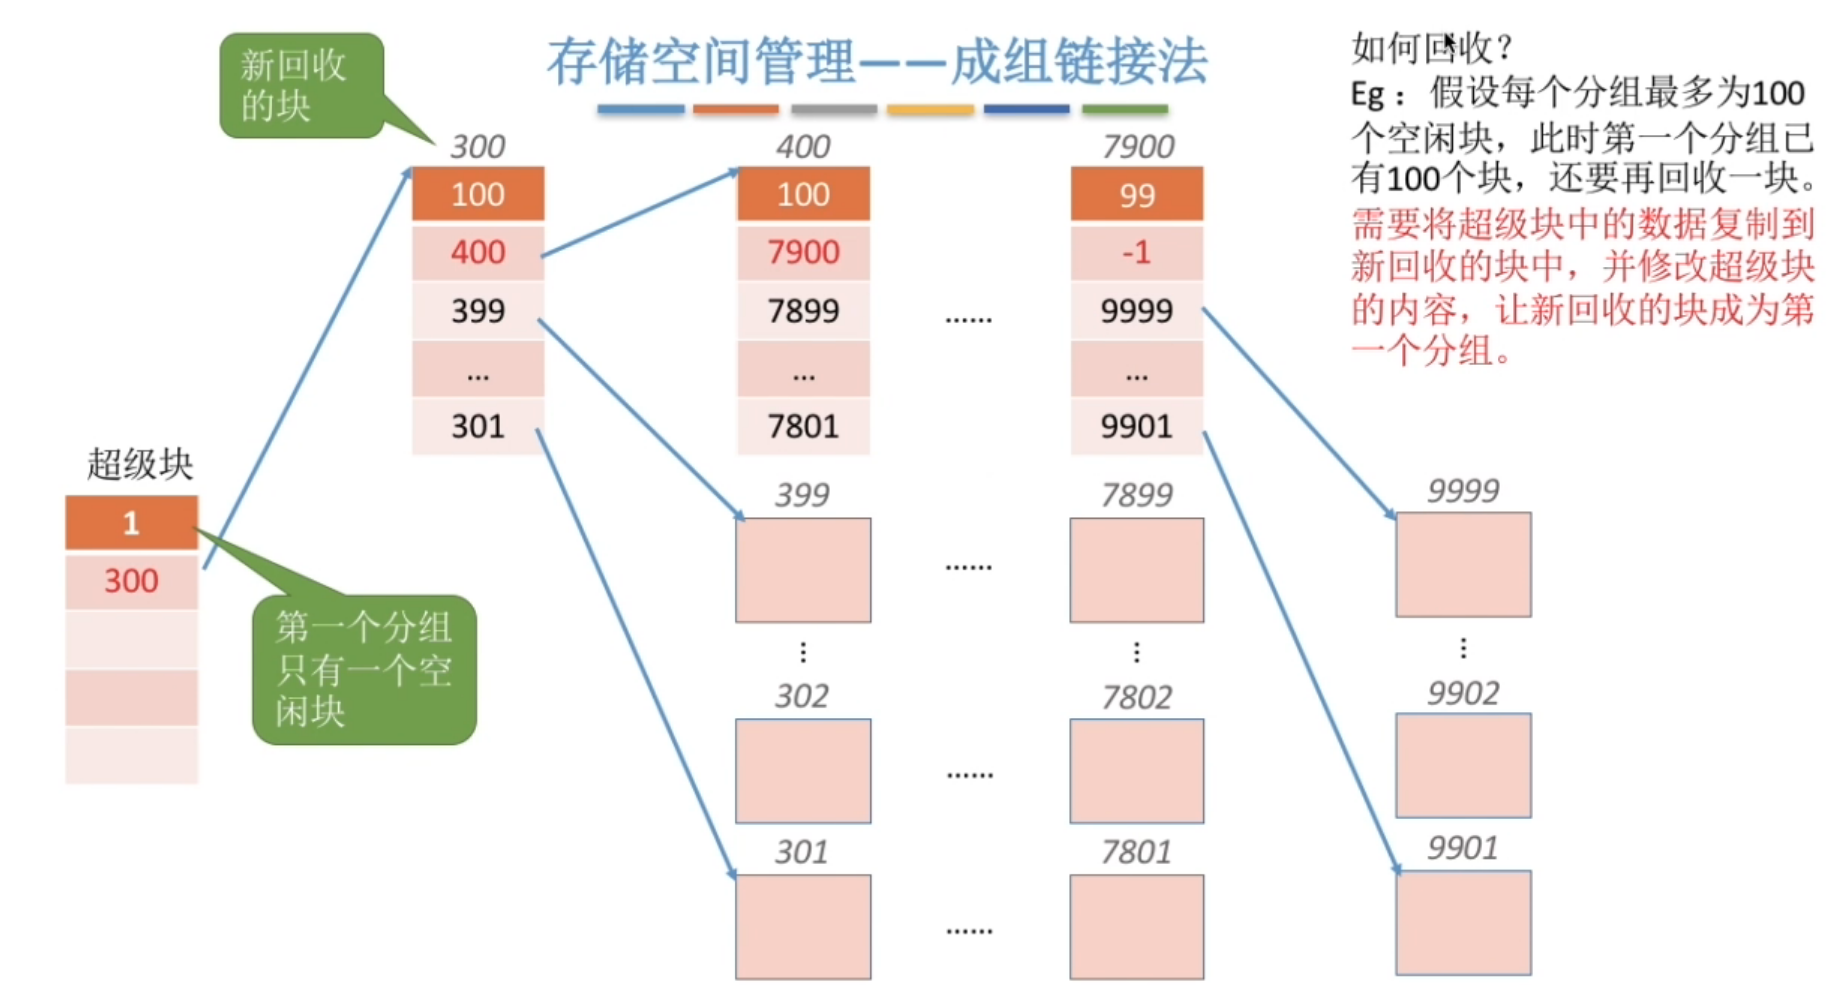 存储空间管理——成组链接法
新回收
的块
如何回收？
Eg：假设每个分组最多为100
个空闲块，此时第一个分组已
有100个块，还要再回收一块。
需要将超级块中的数据复制到
新回收的块中，并修改超级块
的内容，让新回收的块成为第
一个分组。
超级块
1
300
第一个分组
只有一个空
闲块
300
100
400
399
...
301
400
100
7900
7899
...
7801
......
7900
99
-1
9999
...
9901
399
......
7899
9999
⋮
⋮
⋮
302
......
7802
9902
301
......
7801
9901